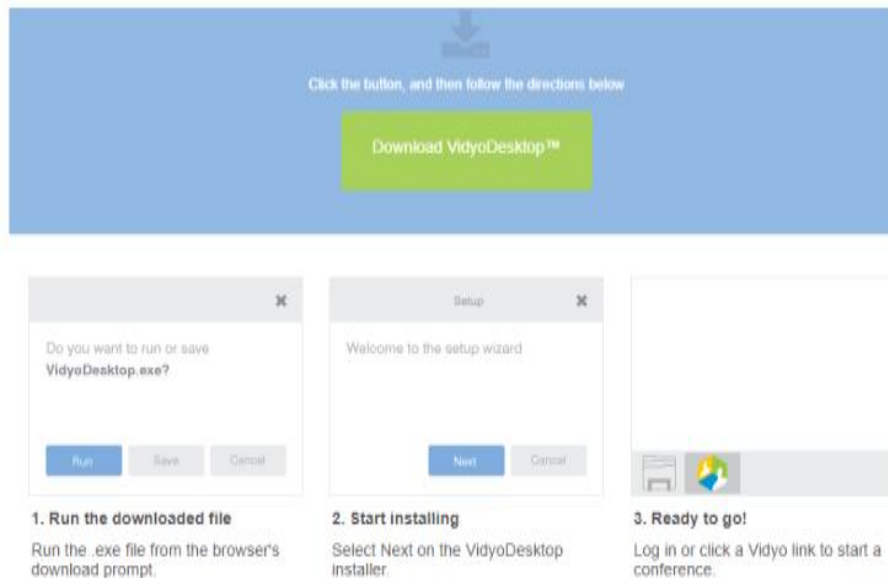 Click the button, and then follow the directions below
Download VidyoDesktop™
Do you want to run or save
VidyoDesktop.exe?
Run
Save
Cancel
Setup
Welcome to the setup wizard
Next
Cancel
1. Run the downloaded file
Run the .exe file from the browser's
download prompt.
2. Start installing
Select Next on the VidyoDesktop
installer.
3. Ready to go!
Log in or click a Vidyo link to start a
conference.